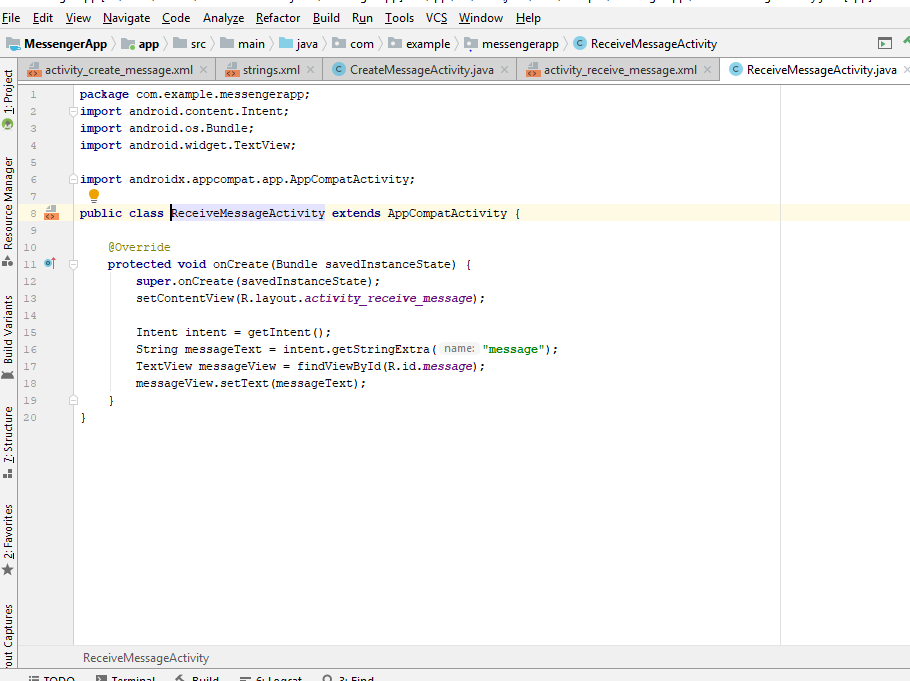 File Edit View Navigate Code Analyze Refactor Build Run Tools VCS Window Help
MessengerApp app src main java com example messengerapp ReceiveMessageActivity
activity_create_message.xml strings.xml CreateMessageActivity.java activity_receive_message.xml ReceiveMessageActivity.java
1: Project
Resource Manager
Build Variants
7: Structure
2: Favorites
yout Captures
1 package com.example.messengerapp;
2 import android.content.Intent;
3 import android.os.Bundle;
4 import android.widget.TextView;
5
6 import androidx.appcompat.app.AppCompatActivity;
7
8 public class ReceiveMessageActivity extends AppCompatActivity {
9
10 @Override
11 protected void onCreate(Bundle savedInstanceState) {
12 super.onCreate(savedInstanceState);
13 setContentView(R.layout.activity_receive_message);
14
15 Intent intent = getIntent();
16 String messageText = intent.getStringExtra( name: "message");
17 TextView messageView = findViewById(R.id.message);
18 messageView.setText(messageText);
19 }
20 }
ReceiveMessageActivity
TODO Terminal Build 6: Logcat 3: Find